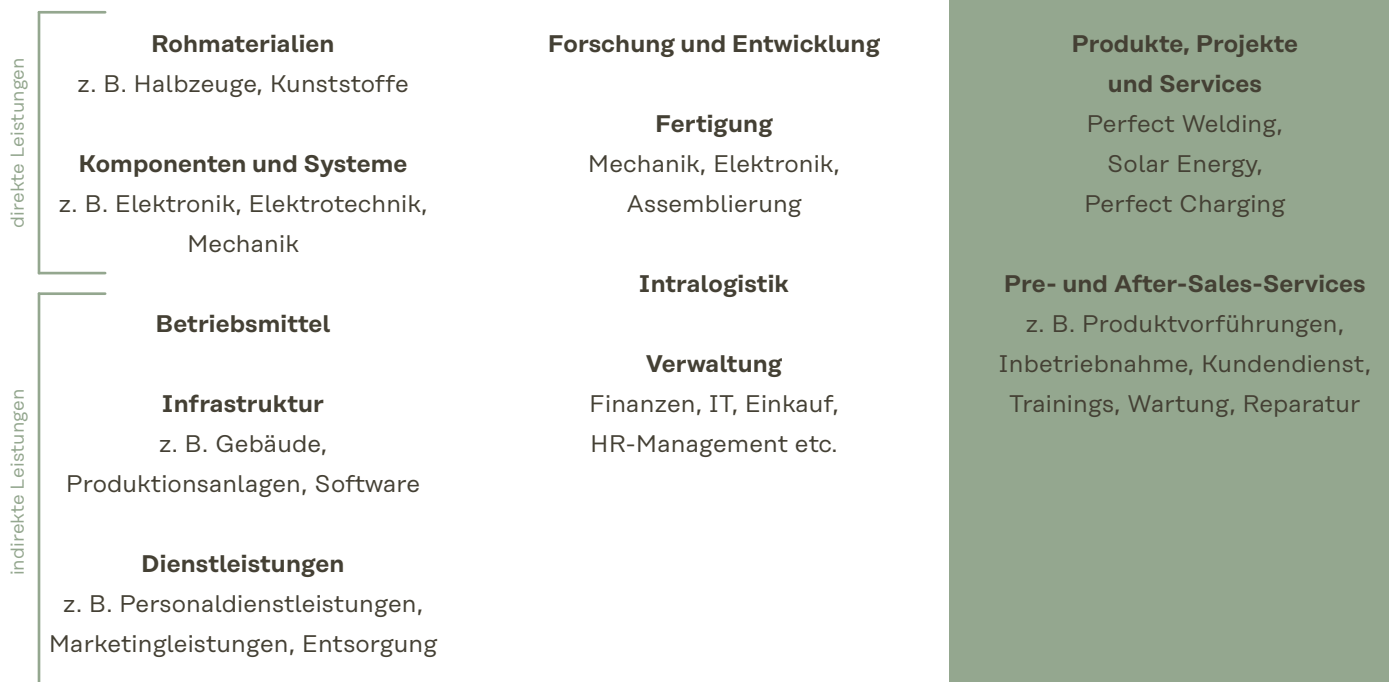 direkte Leistungen
Rohmaterialien
z. B. Halbzeuge, Kunststoffe
Komponenten und Systeme
z. B. Elektronik, Elektrotechnik,
Mechanik
indirekte Leistungen
Betriebsmittel
Infrastruktur
z. B. Gebäude,
Produktionsanlagen, Software
Dienstleistungen
z. B. Personaldienstleistungen,
Marketingleistungen, Entsorgung
Forschung und Entwicklung
Fertigung
Mechanik, Elektronik,
Assemblierung
Intralogistik
Verwaltung
Finanzen, IT, Einkauf,
HR-Management etc.
Produkte, Projekte
und Services
Perfect Welding,
Solar Energy,
Perfect Charging
Pre- und After-Sales-Services
z. B. Produktvorführungen,
Inbetriebnahme, Kundendienst,
Trainings, Wartung, Reparatur